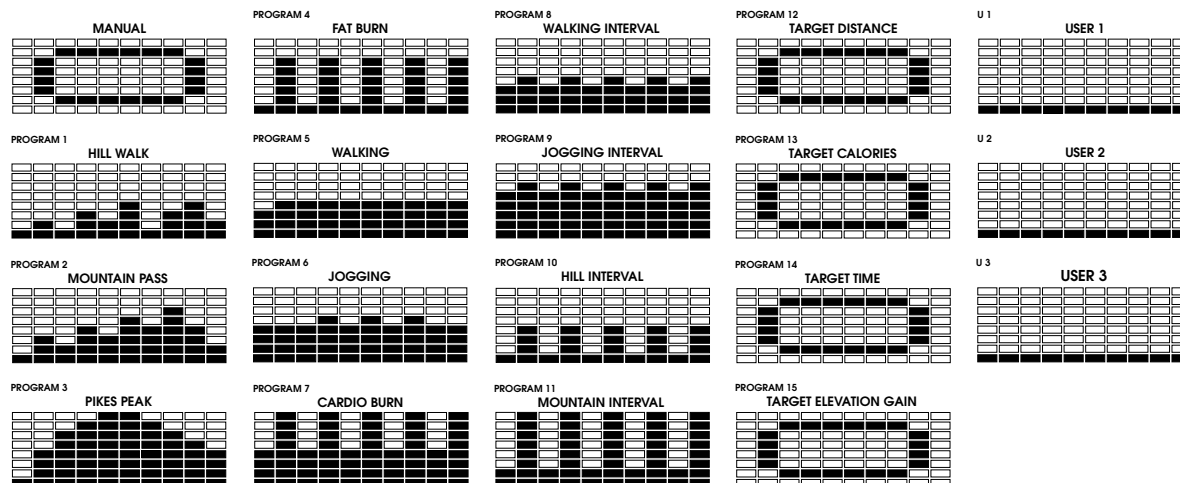 MANUAL
PROGRAM 1
HILL WALK
PROGRAM 2
MOUNTAIN PASS
PROGRAM 3
PIKES PEAK
PROGRAM 4
FAT BURN
PROGRAM 5
WALKING
PROGRAM 6
JOGGING
PROGRAM 7
CARDIO BURN
PROGRAM 8
WALKING INTERVAL
PROGRAM 9
JOGGING INTERVAL
PROGRAM 10
HILL INTERVAL
PROGRAM 11
MOUNTAIN INTERVAL
PROGRAM 12
TARGET DISTANCE
PROGRAM 13
TARGET CALORIES
PROGRAM 14
TARGET TIME
PROGRAM 15
TARGET ELEVATION GAIN
U 1
USER 1
U 2
USER 2
U 3
USER 3